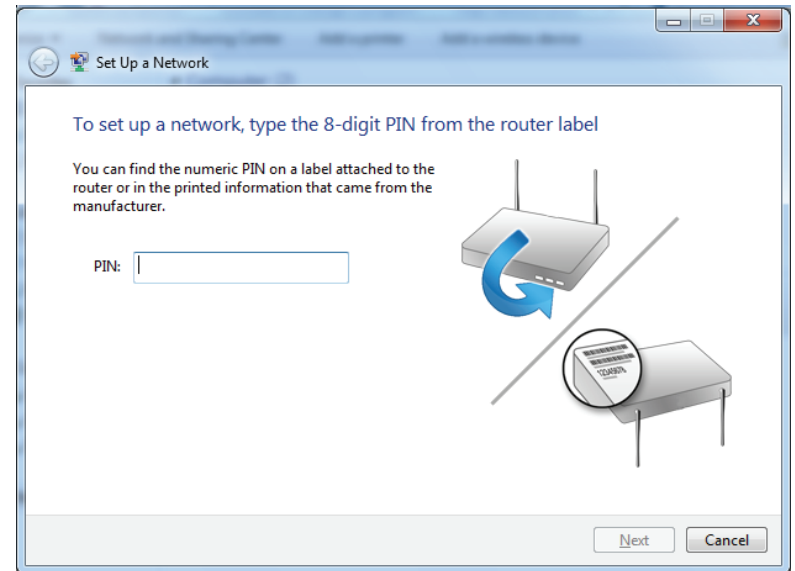 Set Up a Network
To set up a network, type the 8-digit PIN from the router label
You can find the numeric PIN on a label attached to the
router or in the printed information that came from the
manufacturer.
PIN:
12345678
Next
Cancel